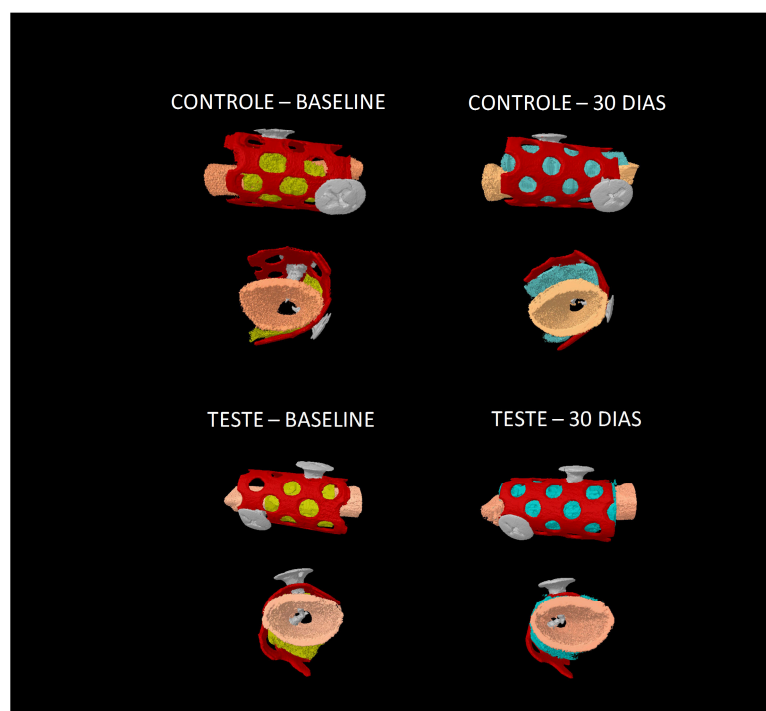 CONTROLE – BASELINE
CONTROLE – 30 DIAS
TESTE – BASELINE
TESTE – 30 DIAS